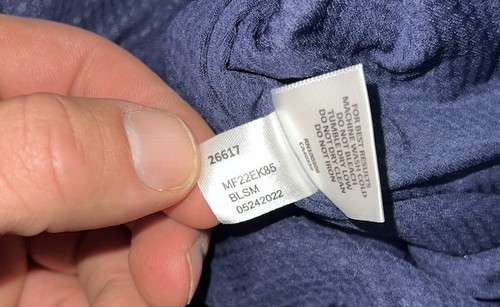 26617
MF22EK85
BLSM
05242022
FOR BEST RESULTS
MACHINE WASH COLD
DO NOT BLEACH
TUMBLE DRY LOW
DO NOT DRY CLEAN
DO NOT IRON